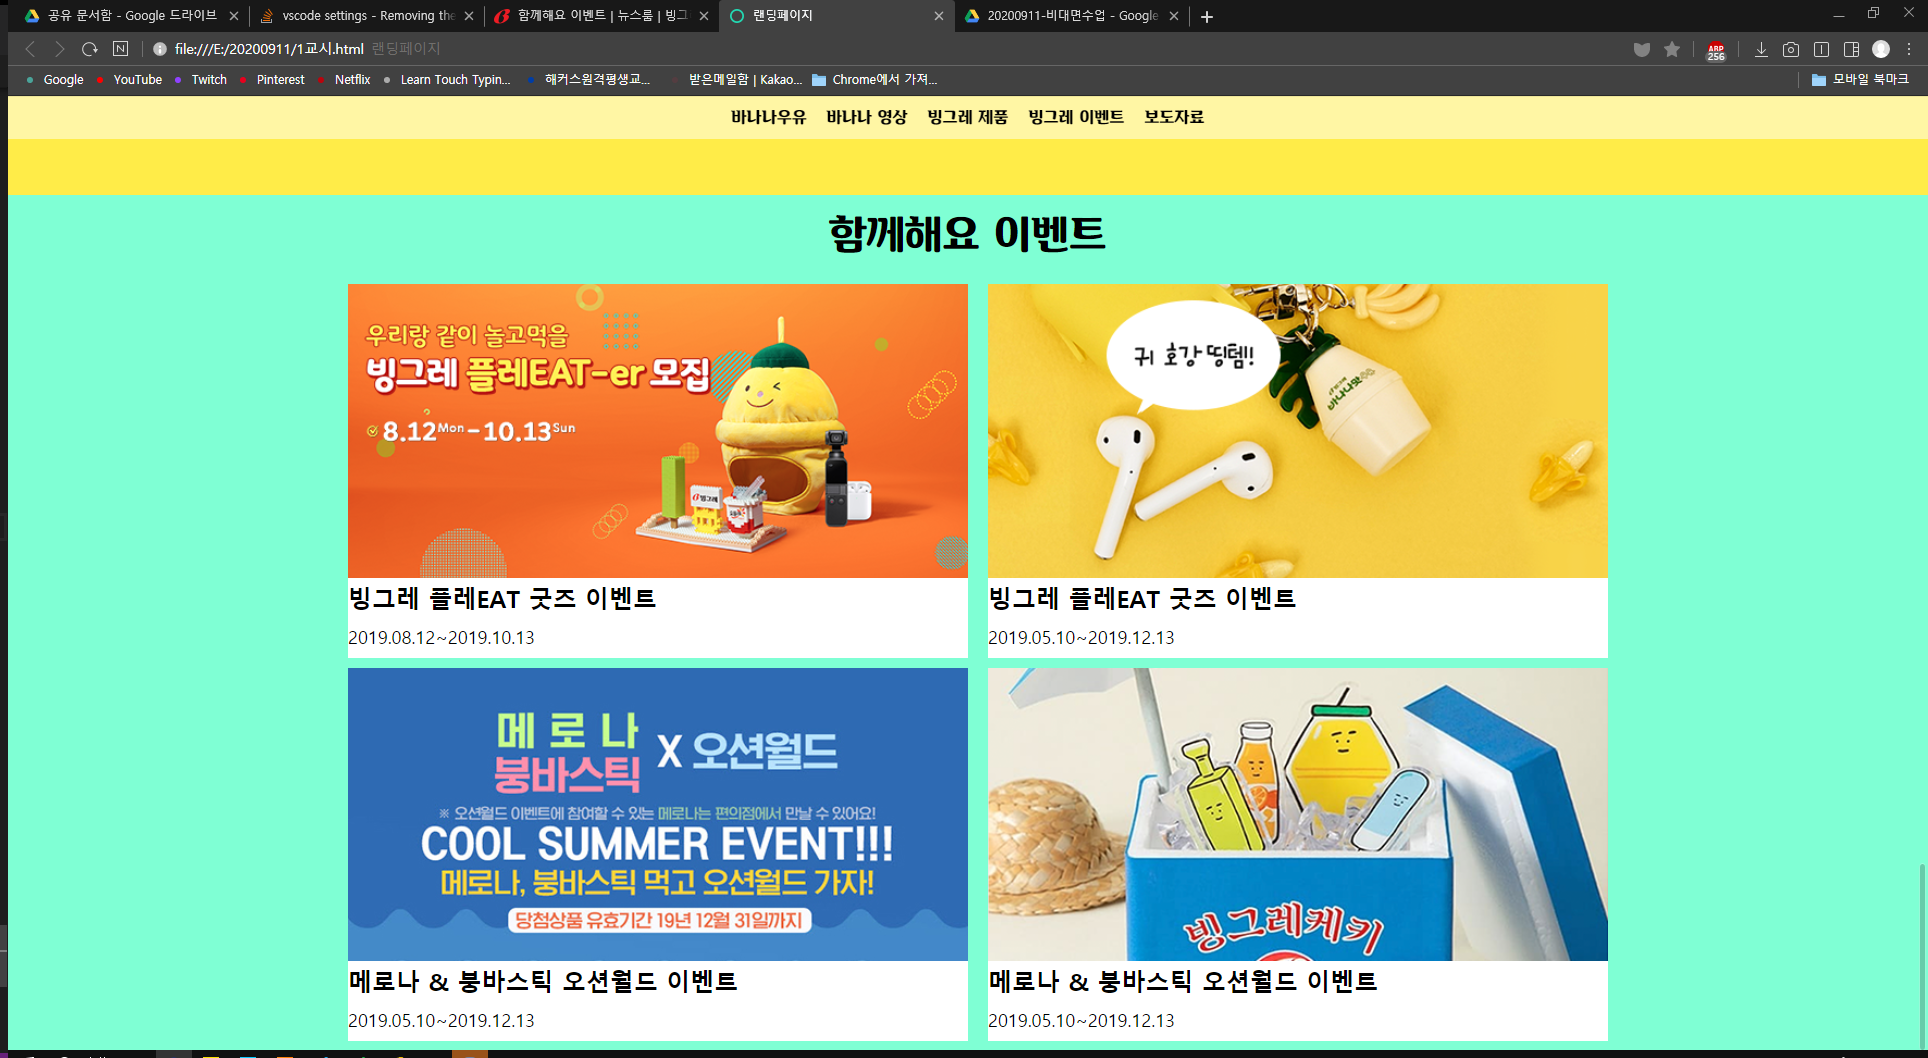 공유 문서함 - Google 드라이브
vscode settings - Removing the
함께해요 이벤트 | 뉴스룸 | 빙그
랜딩페이지
20200911-비대면수업 - Google
file:///E:/20200911/1교시.html 랜딩페이지
ABP
256
Google
YouTube
Twitch
Pinterest
Netflix
Learn Touch Typin...
해커스원격평생교...
받은메일함 | Kakao...
Chrome에서 가져...
모바일 북마크
바나나우유 바나나 영상 빙그레 제품 빙그레 이벤트 보도자료
함께해요 이벤트
우리랑 같이 놀고먹을
빙그레 플레EAT-er 모집
8.12Mon-10.13Sun
빙그레
귀 호강 띵템!
바나나맛우유
빙그레 플레EAT 굿즈 이벤트
2019.08.12~2019.10.13
빙그레 플레EAT 굿즈 이벤트
2019.05.10~2019.12.13
메로나
붕바스틱
X 오션월드
※ 오션월드 이벤트에 참여할 수 있는 메로나는 편의점에서 만날 수 있어요!
COOL SUMMER EVENT!!!
메로나, 붕바스틱 먹고 오션월드 가자!
당첨상품 유효기간 19년 12월 31일까지
빙그레케키
메로나 & 붕바스틱 오션월드 이벤트
2019.05.10~2019.12.13
메로나 & 붕바스틱 오션월드 이벤트
2019.05.10~2019.12.13